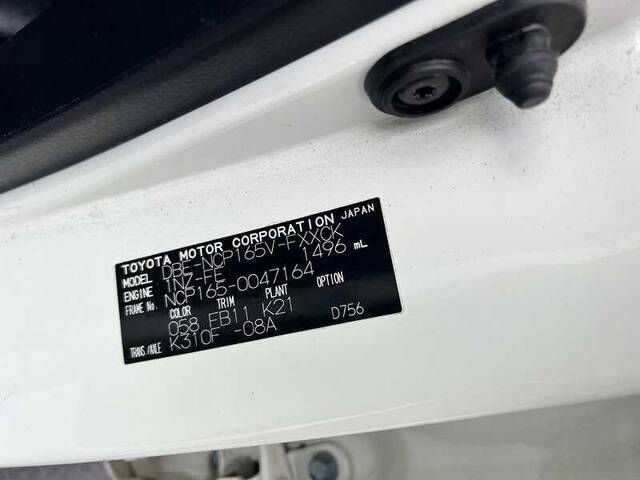 TOYOTA MOTOR CORPORATION JAPAN
MODEL DBE-NCP165V-FXXCK
ENGINE 1NZ-FE 1496 mL
FRAME No. NCP165-0047164
COLOR TRIM PLANT OPTION
058 FB11 K21
TRANS./AXLE K310F -08A D756